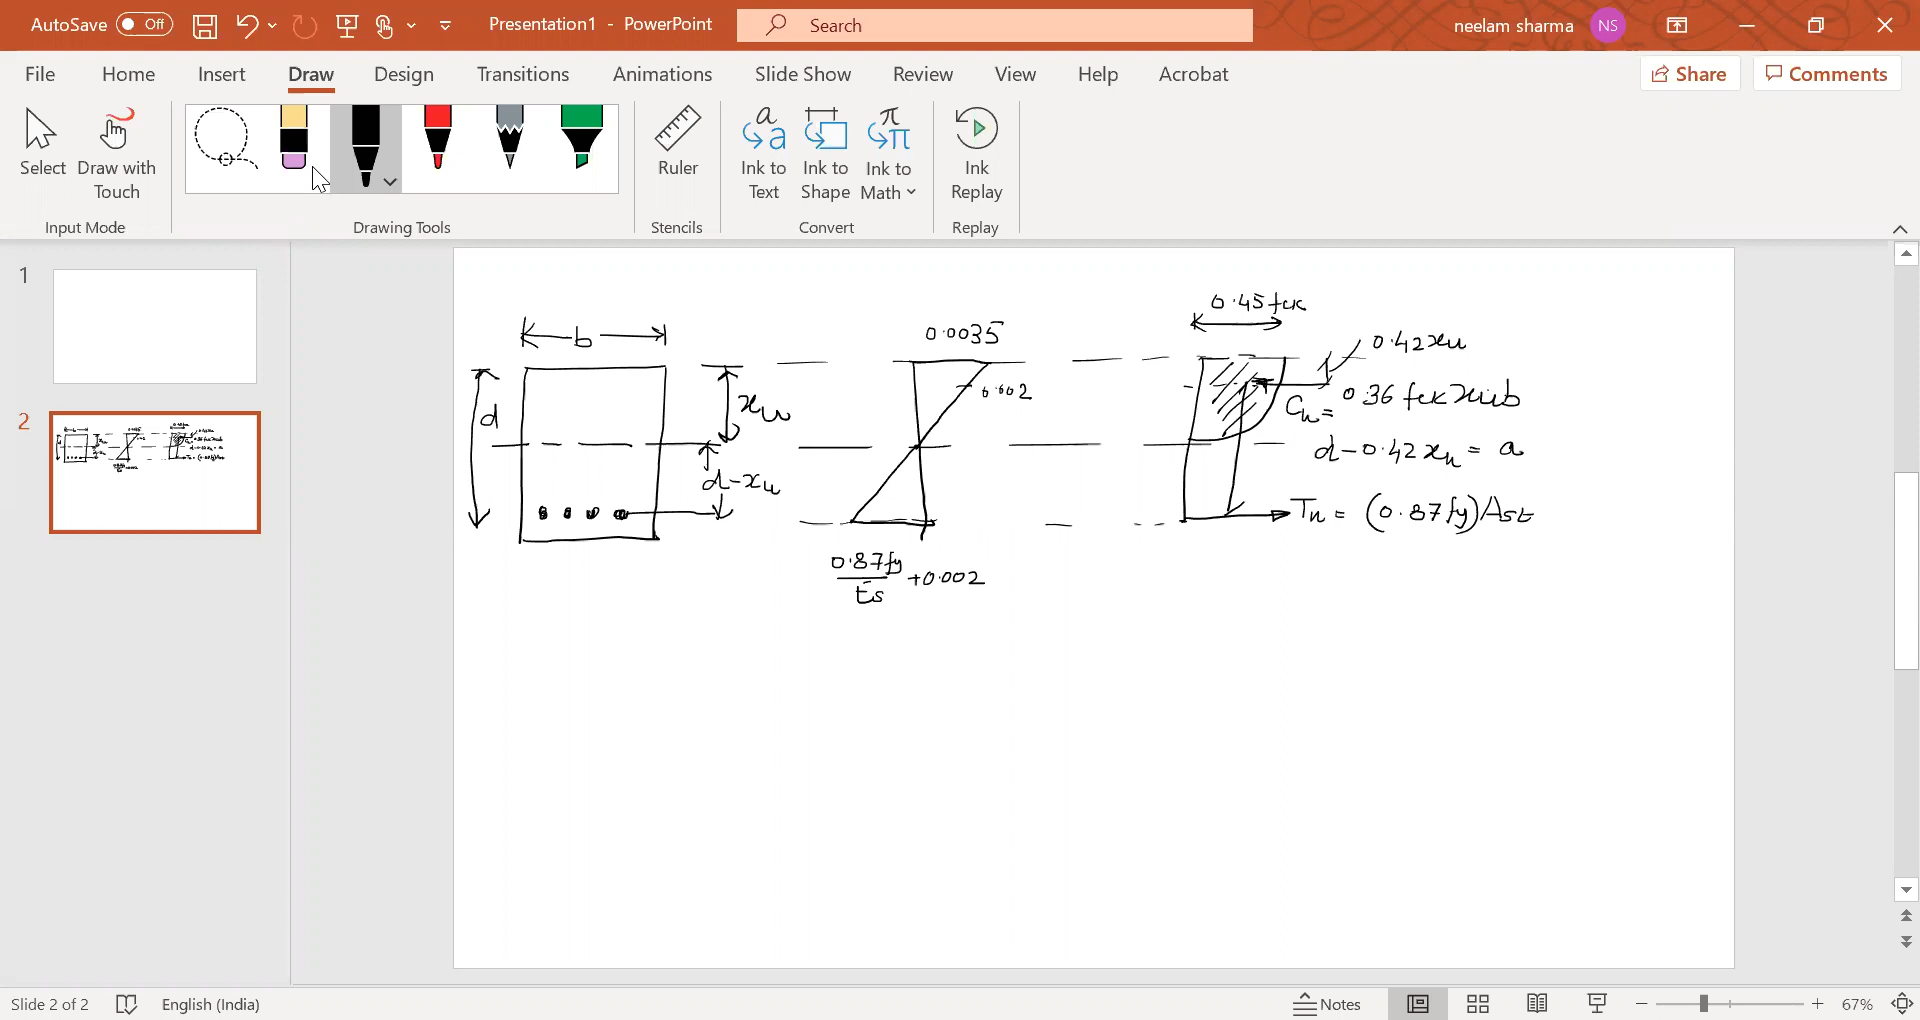 AutoSave Off Presentation1 - PowerPoint Search neelam sharma NS
File Home Insert Draw Design Transitions Animations Slide Show Review View Help Acrobat Share Comments
Select Draw with Touch Ruler Ink to Text Ink to Shape Ink to Math Ink Replay
Input Mode Drawing Tools Stencils Convert Replay
1
2
0.45 fck
b
0.0035
0.42xu
d
xu
0.002
Cu = 0.36 fck xu b
d-xu
d-0.42xu = a
Tu = (0.87fy)Ast
0.87fy
Es
+0.002
Slide 2 of 2 English (India) Notes 67%